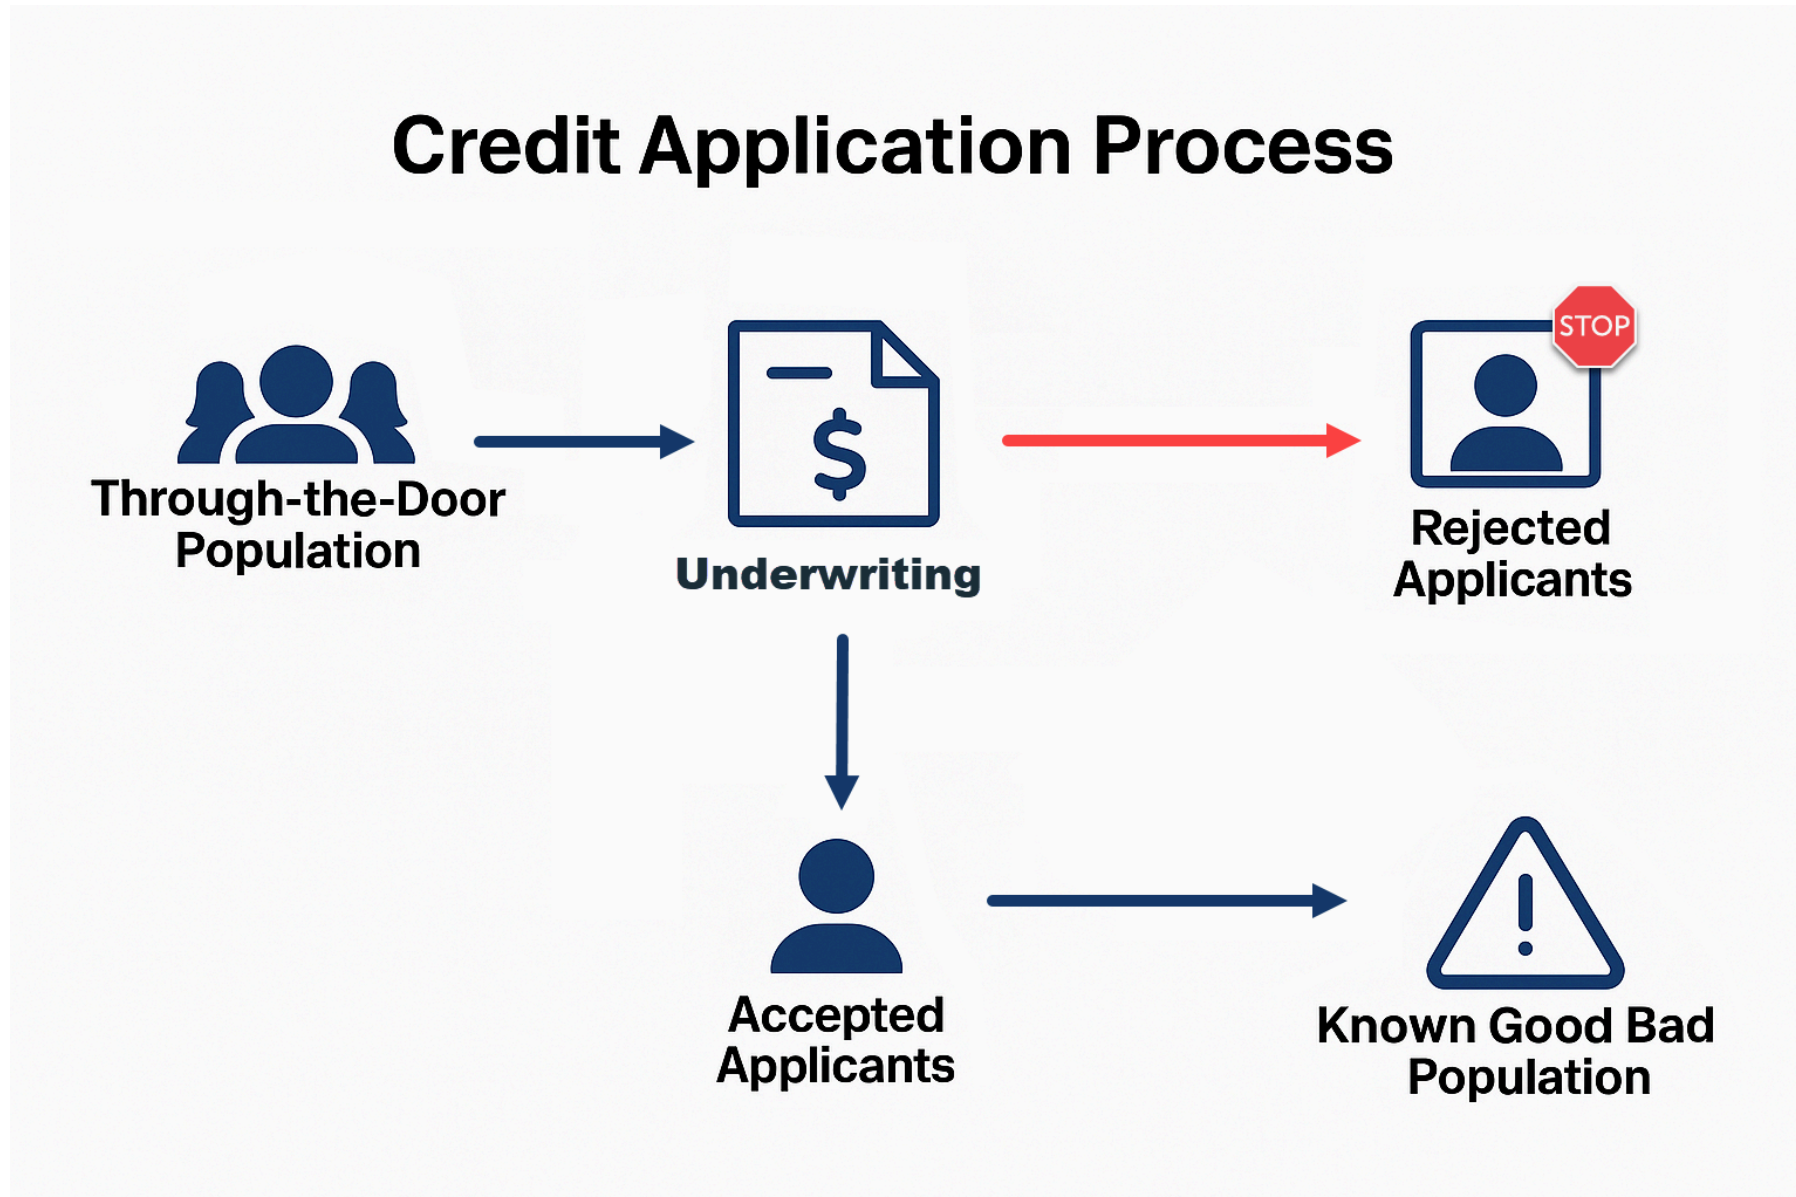 Credit Application Process
STOP
$
Through-the-Door
Population
Underwriting
Rejected
Applicants
Accepted
Applicants
!
Known Good Bad
Population